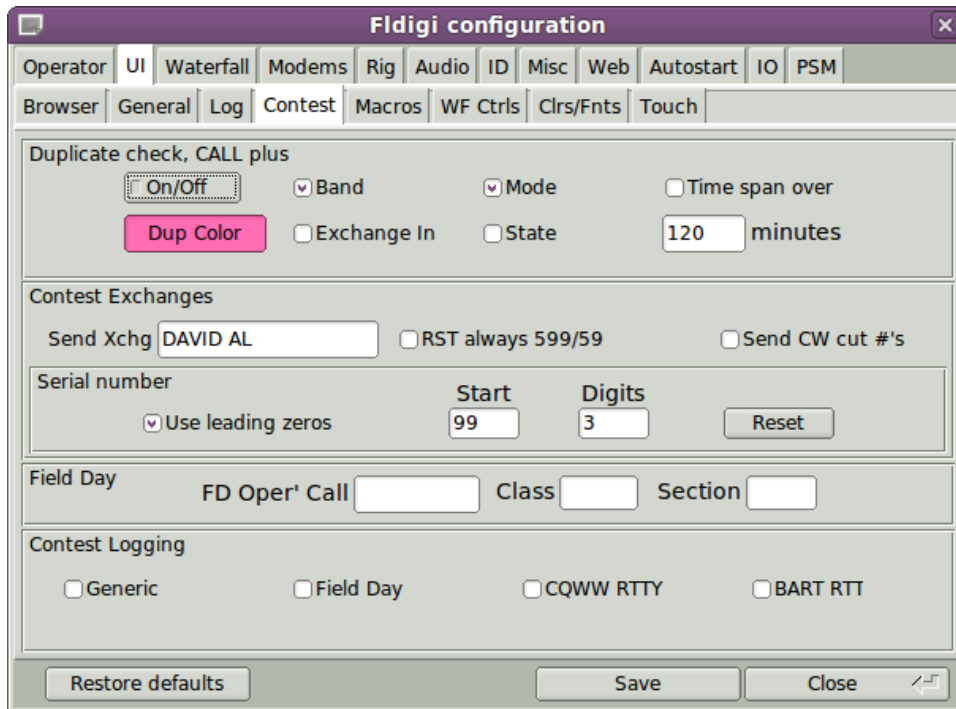 Fldigi configuration
Operator UI Waterfall Modems Rig Audio ID Misc Web Autostart IO PSM
Browser General Log Contest Macros WF Ctrls Clrs/Fnts Touch
Duplicate check, CALL plus
On/Off Band Mode Time span over
Dup Color Exchange In State 120 minutes
Contest Exchanges
Send Xchg DAVID AL RST always 599/59 Send CW cut #'s
Serial number
Start Digits
Use leading zeros 99 3 Reset
Field Day
FD Oper' Call Class Section
Contest Logging
Generic Field Day CQWW RTTY BART RTT
Restore defaults Save Close